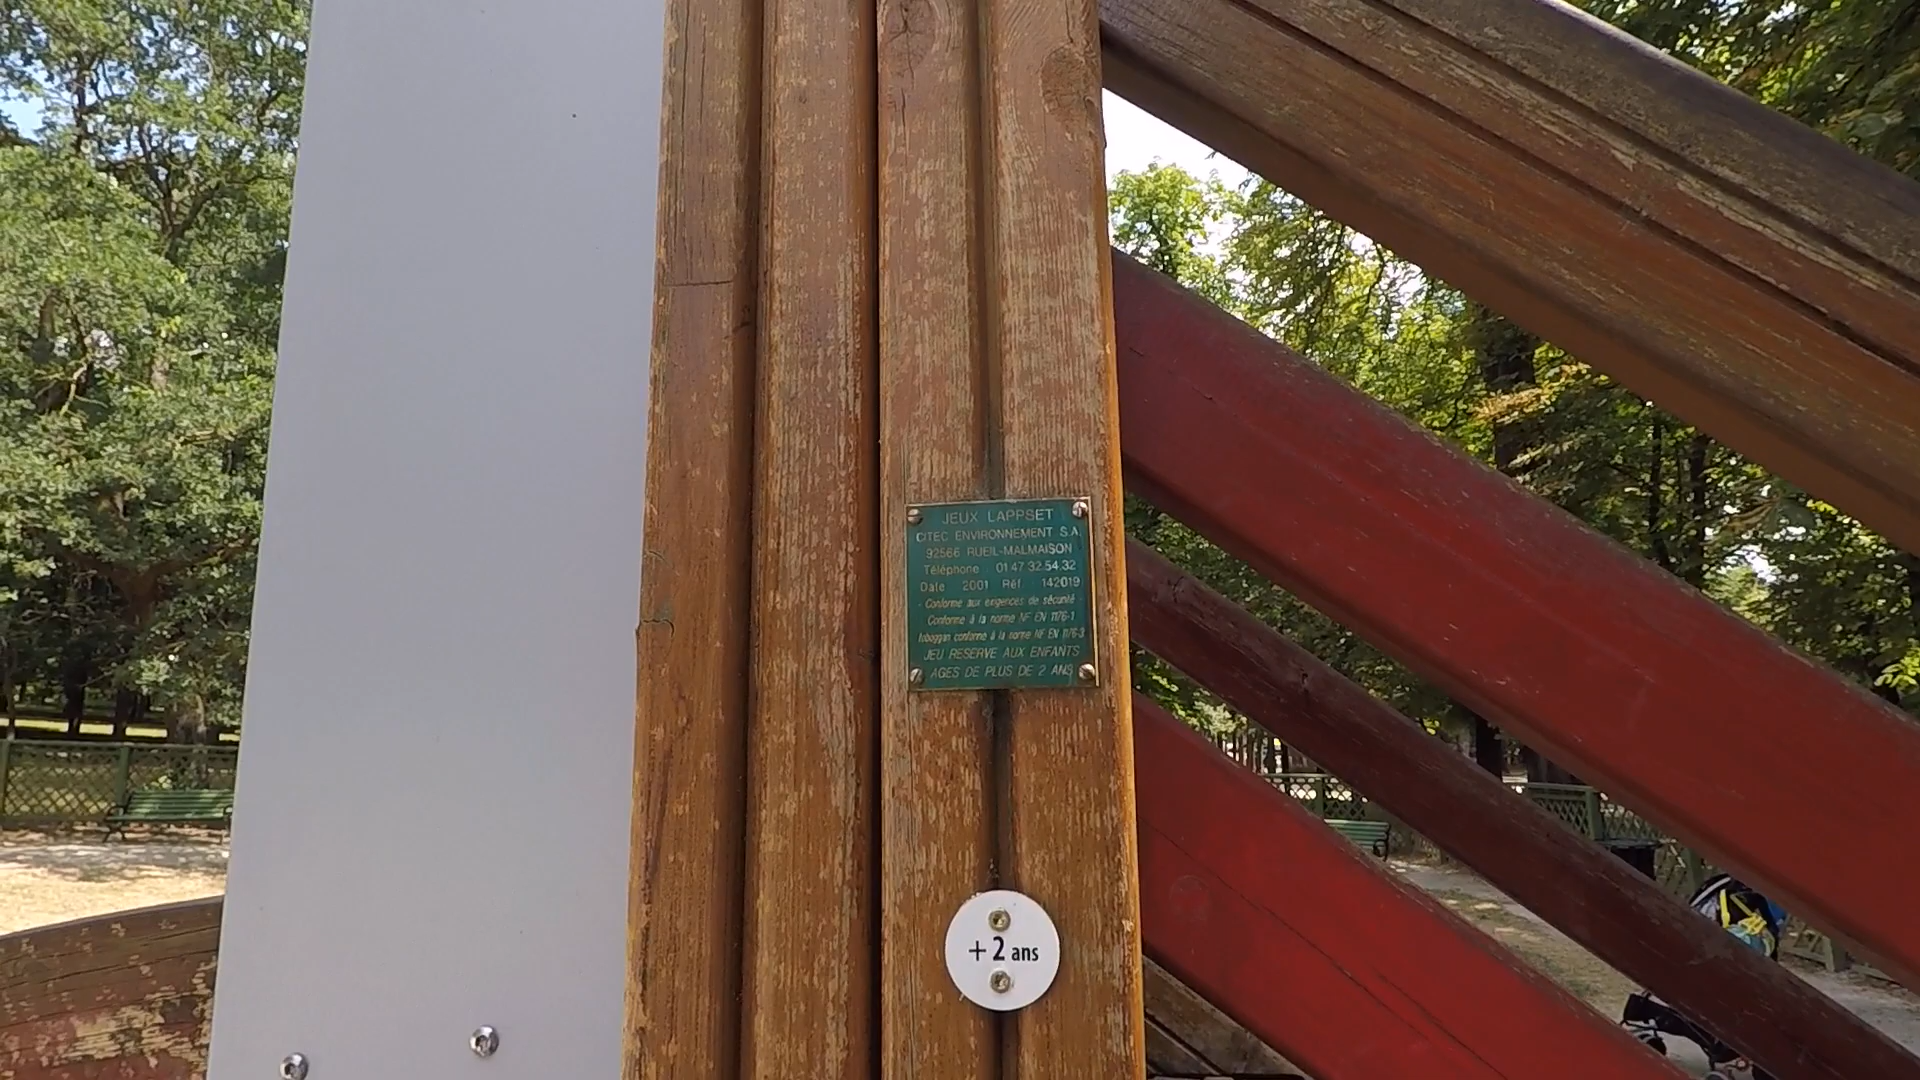 JEUX LAPPSET
CITEC ENVIRONNEMENT S.A.
92566 RUEIL-MALMAISON
Téléphone 01 47 32.54.32
Date 2001 Réf. 142019
- Conforme aux exigences de sécurité -
Conforme à la norme NF EN 1176-1
toboggan conforme à la norme NF EN 1176-3
JEU RESERVE AUX ENFANTS
AGES DE PLUS DE 2 ANS
+2 ans